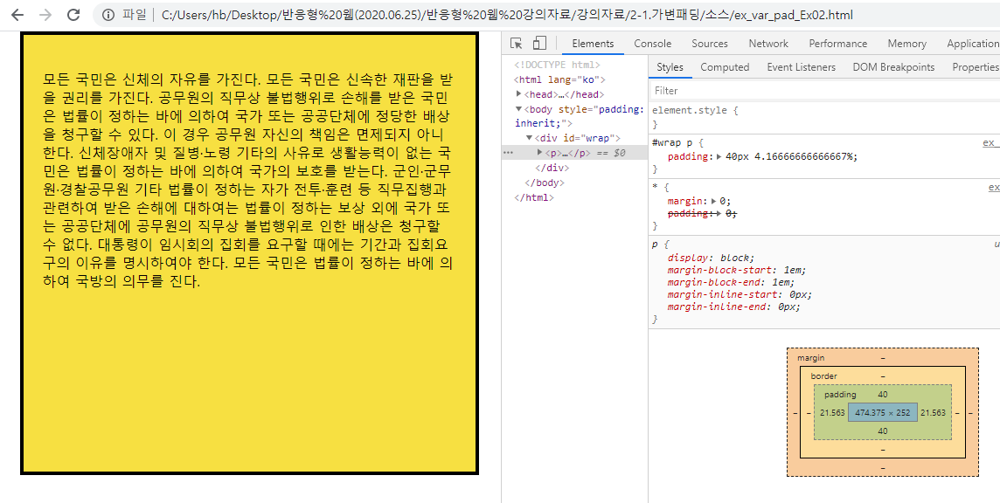 파일 C:/Users/hb/Desktop/반응형%20웹(2020.06.25)/반응형%20웹%20강의자료/강의자료/2-1.가변패딩/소스/ex_var_pad_Ex02.html
모든 국민은 신체의 자유를 가진다. 모든 국민은 신속한 재판을 받
을 권리를 가진다. 공무원의 직무상 불법행위로 손해를 받은 국민
은 법률이 정하는 바에 의하여 국가 또는 공공단체에 정당한 배상
을 청구할 수 있다. 이 경우 공무원 자신의 책임은 면제되지 아니
한다. 신체장애자 및 질병·노령 기타의 사유로 생활능력이 없는 국
민은 법률이 정하는 바에 의하여 국가의 보호를 받는다. 군인·군무
원·경찰공무원 기타 법률이 정하는 자가 전투·훈련 등 직무집행과
관련하여 받은 손해에 대하여는 법률이 정하는 보상 외에 국가 또
는 공공단체에 공무원의 직무상 불법행위로 인한 배상은 청구할
수 없다. 대통령이 임시회의 집회를 요구할 때에는 기간과 집회요
구의 이유를 명시하여야 한다. 모든 국민은 법률이 정하는 바에 의
하여 국방의 의무를 진다.
Elements Console Sources Network Performance Memory Application
<!DOCTYPE html>
<html lang="ko">
<head>…</head>
<body style="padding:
inherit;">
<div id="wrap">
<p>…</p> == $0
</div>
</body>
</html>
Styles Computed Event Listeners DOM Breakpoints Properties
Filter
element.style {
}
#wrap p { ex_
padding: 40px 4.16666666666667%;
}
* { ex
margin: 0;
padding: 0;
}
p { u
display: block;
margin-block-start: 1em;
margin-block-end: 1em;
margin-inline-start: 0px;
margin-inline-end: 0px;
}
margin –
border –
padding 40
– – 21.563 474.375 × 252 21.563 – –
40
–
–